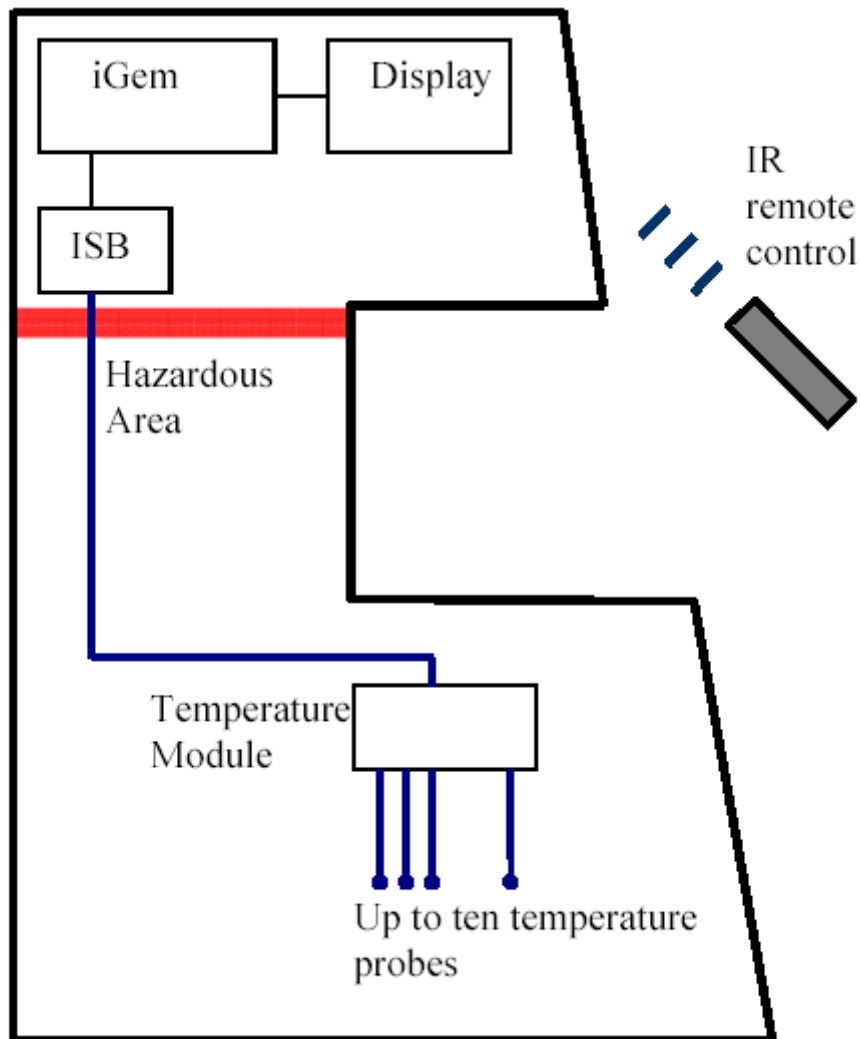 iGem
Display
IR
remote
control
ISB
Hazardous
Area
Temperature
Module
Up to ten temperature
probes